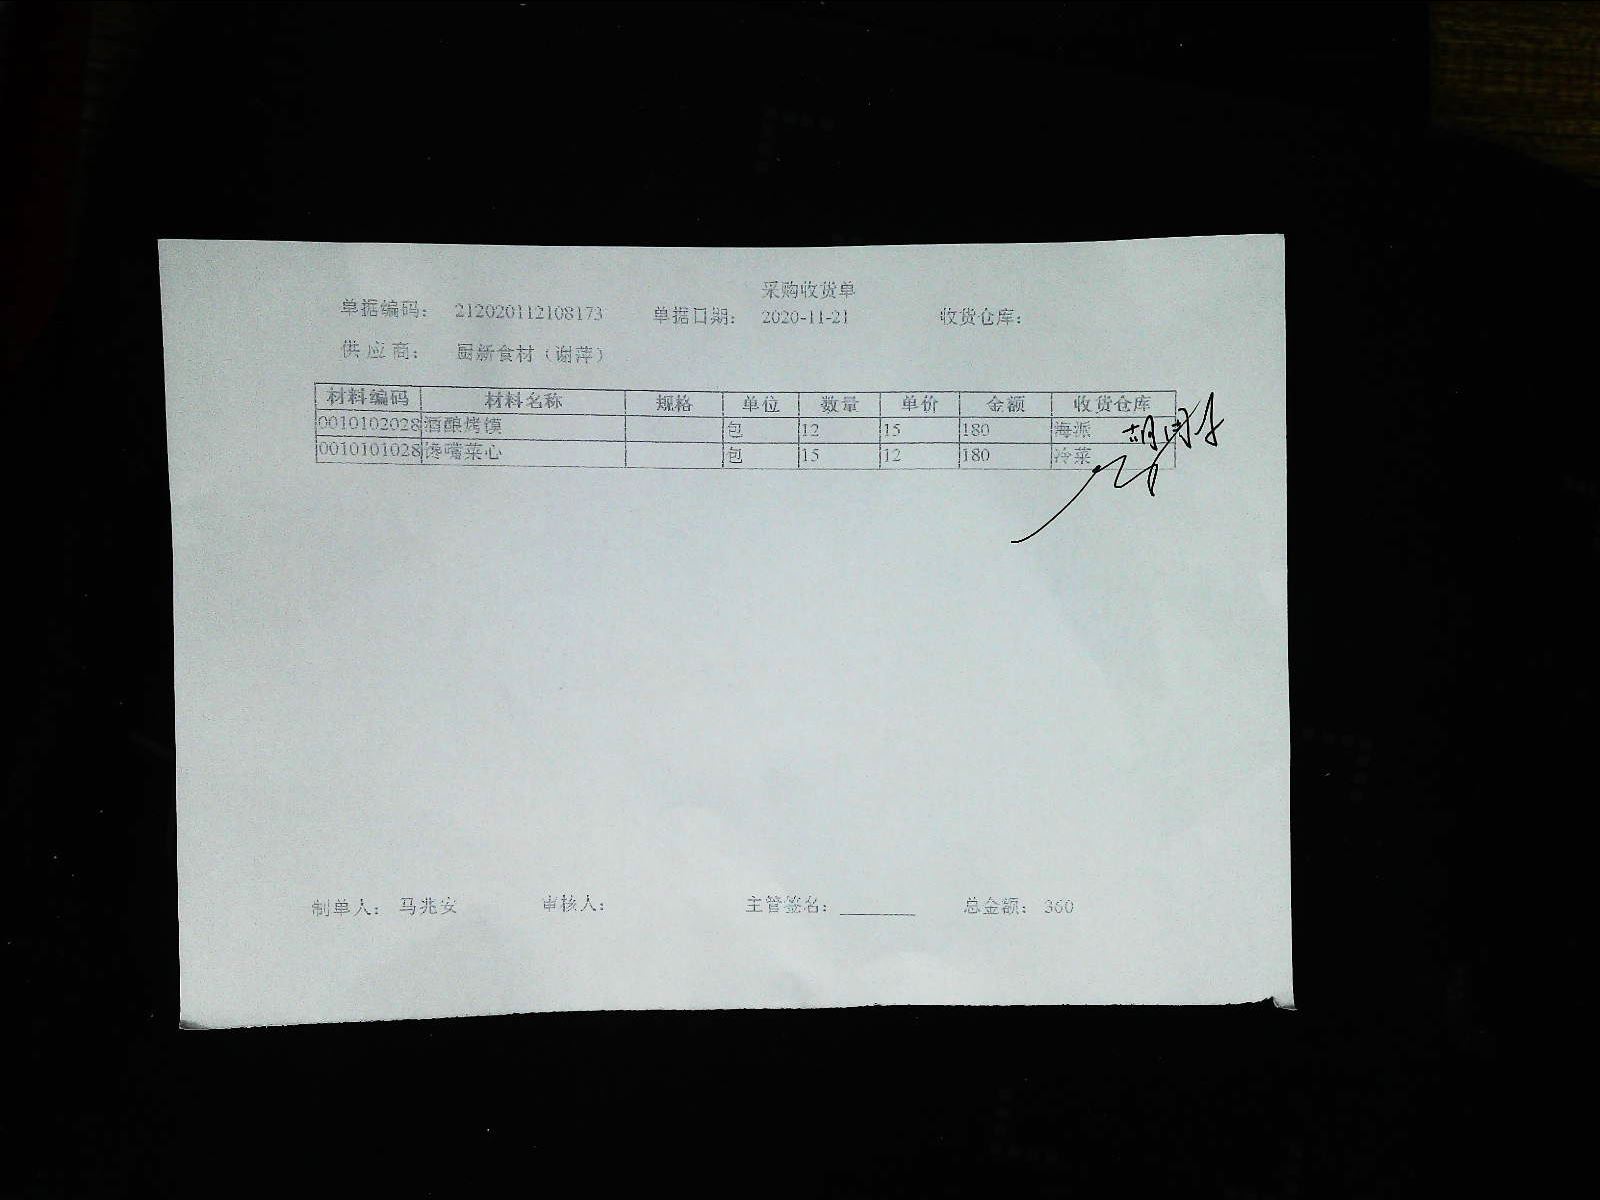 采购收货单
单据编码： 212020112108173 单据日期： 2020-11-21 收货仓库：
供应商： 厨新食材（谢萍）
材料编码 材料名称 规格 单位 数量 单价 金额 收货仓库
0010102028 酒酿烤馍 包 12 15 180 海派
0010101028 馋嘴菜心 包 15 12 180 冷菜
制单人： 马兆安 审核人： 主管签名：________ 总金额： 360